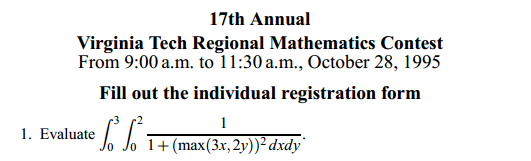 17th Annual
Virginia Tech Regional Mathematics Contest
From 9:00 a.m. to 11:30 a.m., October 28, 1995
Fill out the individual registration form
1. Evaluate ∫₀³ ∫₀² 1/(1 + (max(3x, 2y))² dxdy).